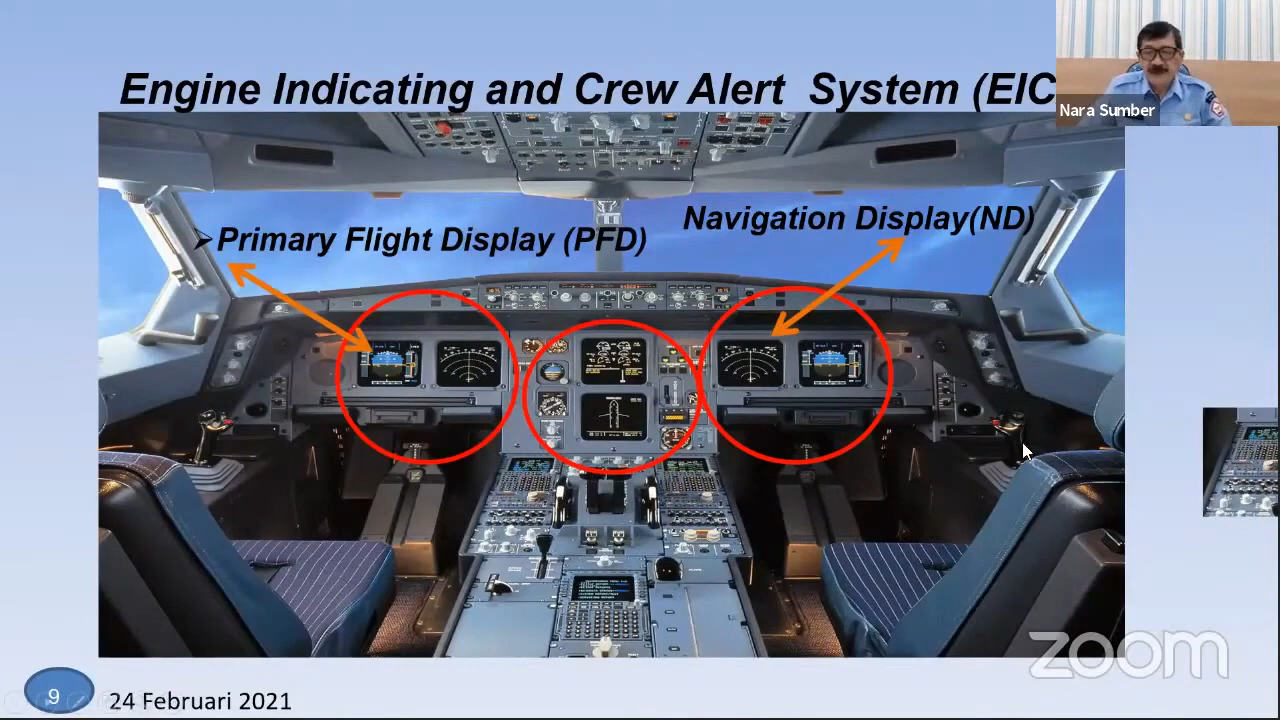 Engine Indicating and Crew Alert System (EIC
Nara Sumber
Navigation Display(ND)
➢Primary Flight Display (PFD)
zoom
9
24 Februari 2021